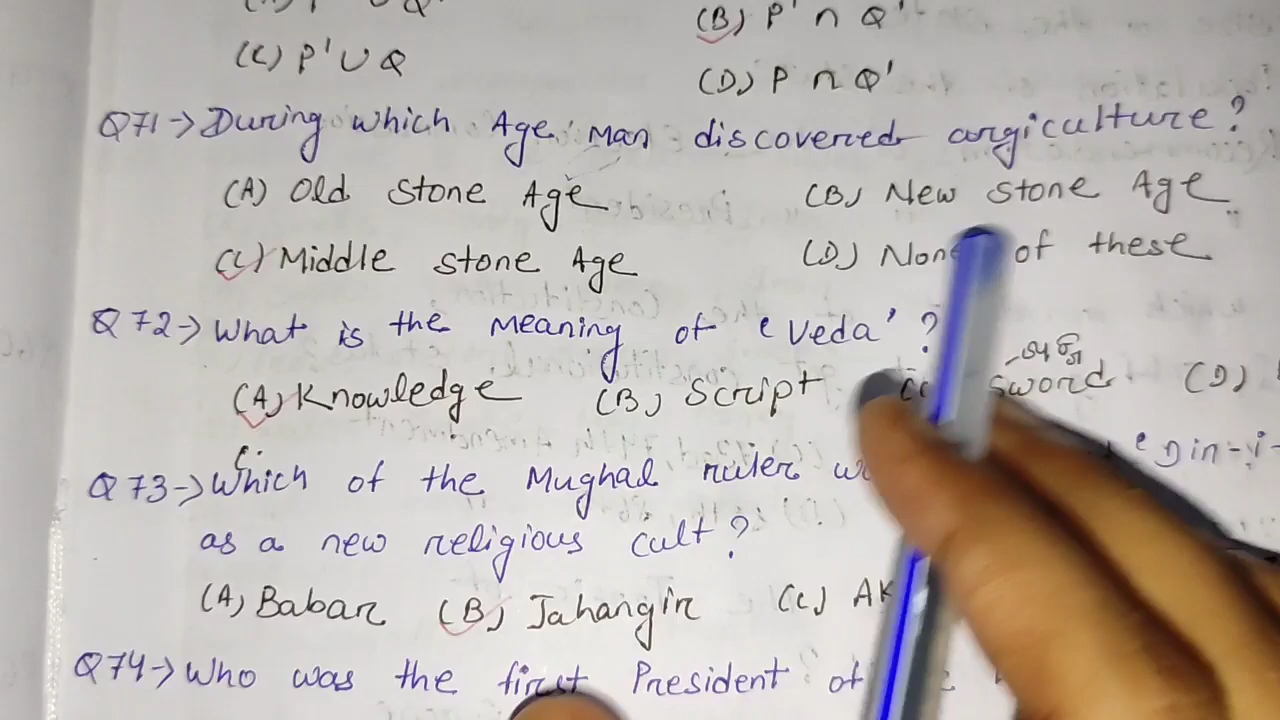 (C) P' ∪ Q
(B) P' ∩ Q'
(D) P ∩ Q'
Q71→ During which Age Man discovered argiculture?
(A) Old Stone Age (B) New Stone Age
(C) Middle Stone Age (D) None of these
Q72→ What is the meaning of 'Veda'?
(A) Knowledge (B) Script (C) Sword (D)
Q73→ Which of the Mughal ruler 'Din-i-
as a new religious cult?
(A) Babar (B) Jahangir (C)
Q74→ Who was the first President of